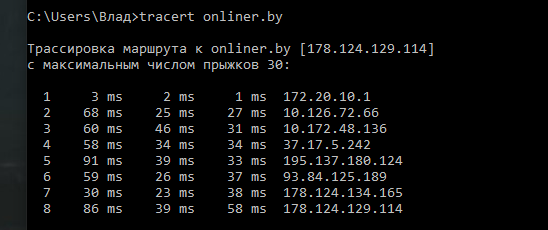 C:\Users\Влад>tracert onliner.by
Трассировка маршрута к onliner.by [178.124.129.114]
с максимальным числом прыжков 30:
1 3 ms 2 ms 1 ms 172.20.10.1
2 68 ms 25 ms 27 ms 10.126.72.66
3 60 ms 46 ms 31 ms 10.172.48.136
4 58 ms 34 ms 34 ms 37.17.5.242
5 91 ms 39 ms 33 ms 195.137.180.124
6 59 ms 26 ms 37 ms 93.84.125.189
7 30 ms 23 ms 38 ms 178.124.134.165
8 86 ms 39 ms 58 ms 178.124.129.114